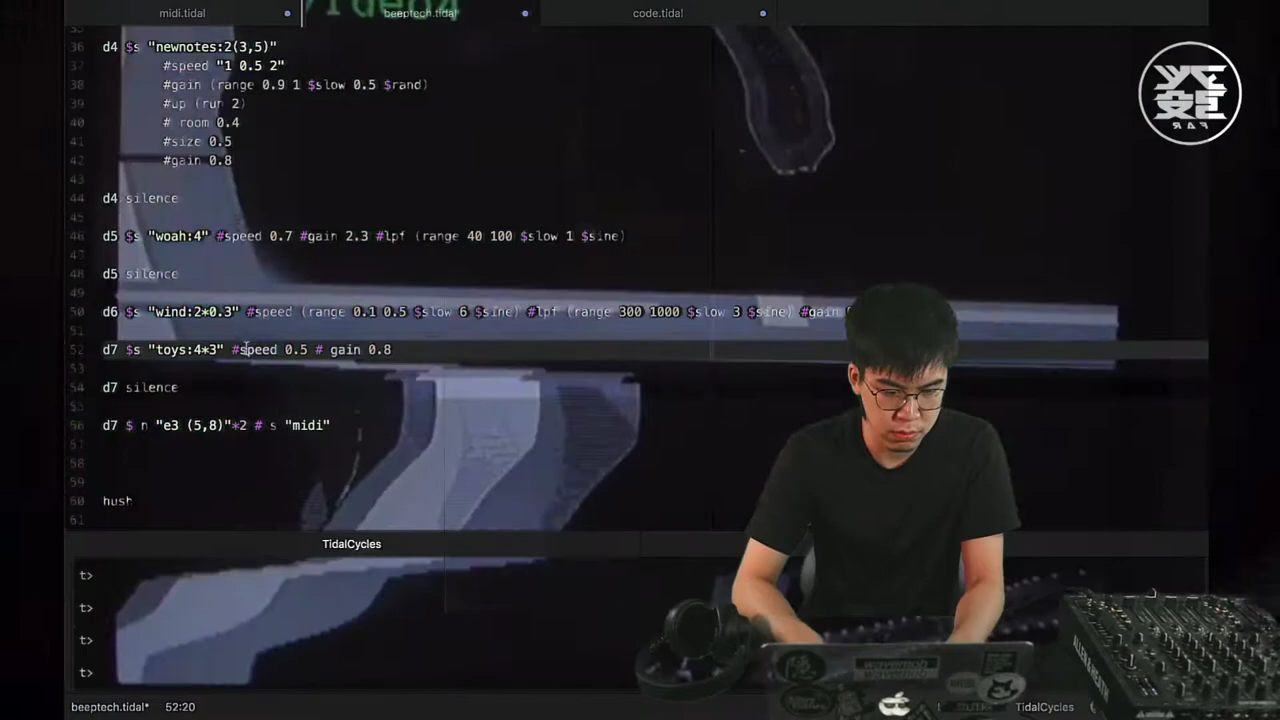 midi.tidal
beeptech.tidal
code.tidal
35
36 d4 $s "newnotes:2(3,5)"
37 #speed "1 0.5 2"
38 #gain (range 0.9 1 $slow 0.5 $rand)
39 #up (run 2)
40 # room 0.4
41 #size 0.5
42 #gain 0.8
43
44 d4 silence
45
46 d5 $s "woah:4" #speed 0.7 #gain 2.3 #lpf (range 40 100 $slow 1 $sine)
47
48 d5 silence
49
50 d6 $s "wind:2*0.3" #speed (range 0.1 0.5 $slow 6 $sine) #lpf (range 300 1000 $slow 3 $sine) #gain
51
52 d7 $s "toys:4*3" #speed 0.5 # gain 0.8
53
54 d7 silence
55
56 d7 $ n "e3 (5,8)"*2 # s "midi"
57
58
59
60 hush
61
TidalCycles
t>
t>
t>
t>
beeptech.tidal* 52:20
TidalCycles
FAR
wavemob
ALLEN&HEATH